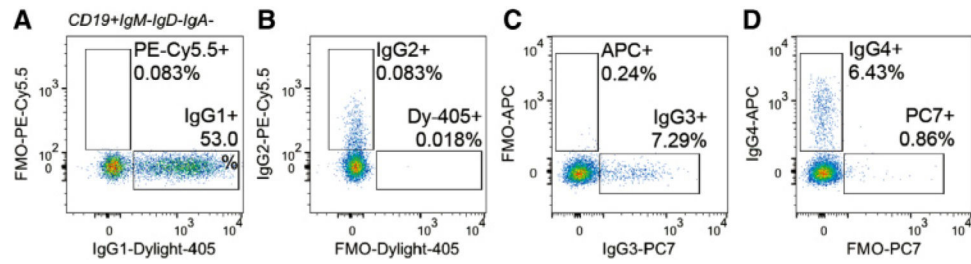 A
CD19+IgM-IgD-IgA-
PE-Cy5.5+
0.083%
IgG1+
53.0
%
FMO-PE-Cy5.5
10³
10²
0
0
10³
10⁴
IgG1-Dylight-405
B
IgG2+
0.083%
Dy-405+
0.018%
IgG2-PE-Cy5.5
10³
10²
0
0
10³
10⁴
FMO-Dylight-405
C
APC+
0.24%
IgG3+
7.29%
FMO-APC
10⁴
10³
0
0
10³
10⁴
IgG3-PC7
D
IgG4+
6.43%
PC7+
0.86%
IgG4-APC
10⁴
10³
0
0
10³
10⁴
FMO-PC7